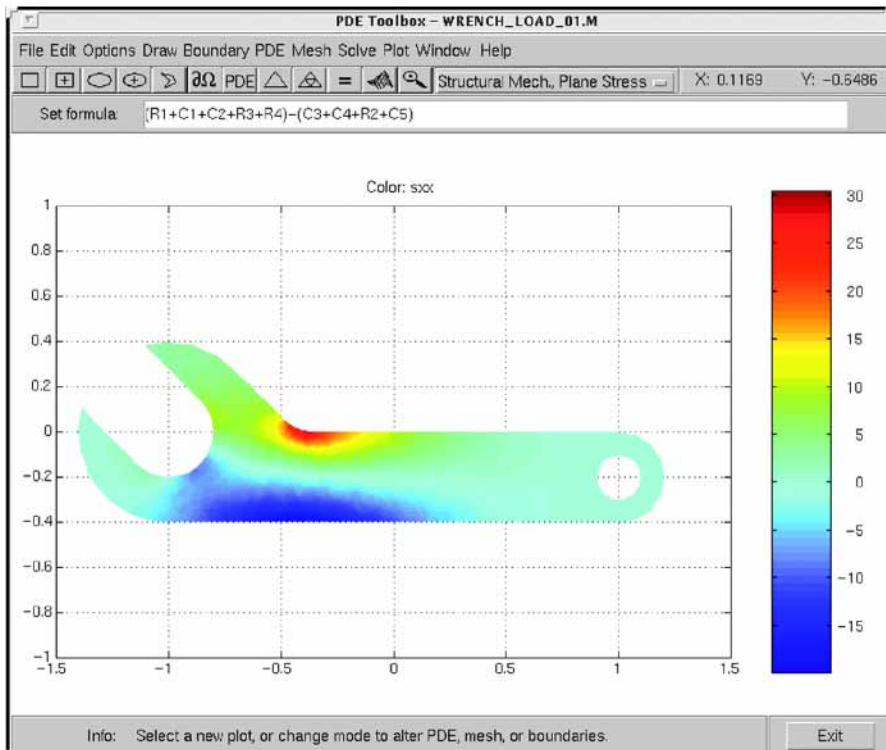 PDE Toolbox - WRENCH_LOAD_01.M
File Edit Options Draw Boundary PDE Mesh Solve Plot Window Help
∂Ω PDE = Structural Mech., Plane Stress X: 0.1169 Y: -0.6486
Set formula: (R1+C1+C2+R3+R4)-(C3+C4+R2+C5)
Color: sxx
1
0.8
0.6
0.4
0.2
0
-0.2
-0.4
-0.6
-0.8
-1
-1.5 -1 -0.5 0 0.5 1 1.5
30
25
20
15
10
5
0
-5
-10
-15
Info: Select a new plot, or change mode to alter PDE, mesh, or boundaries.
Exit